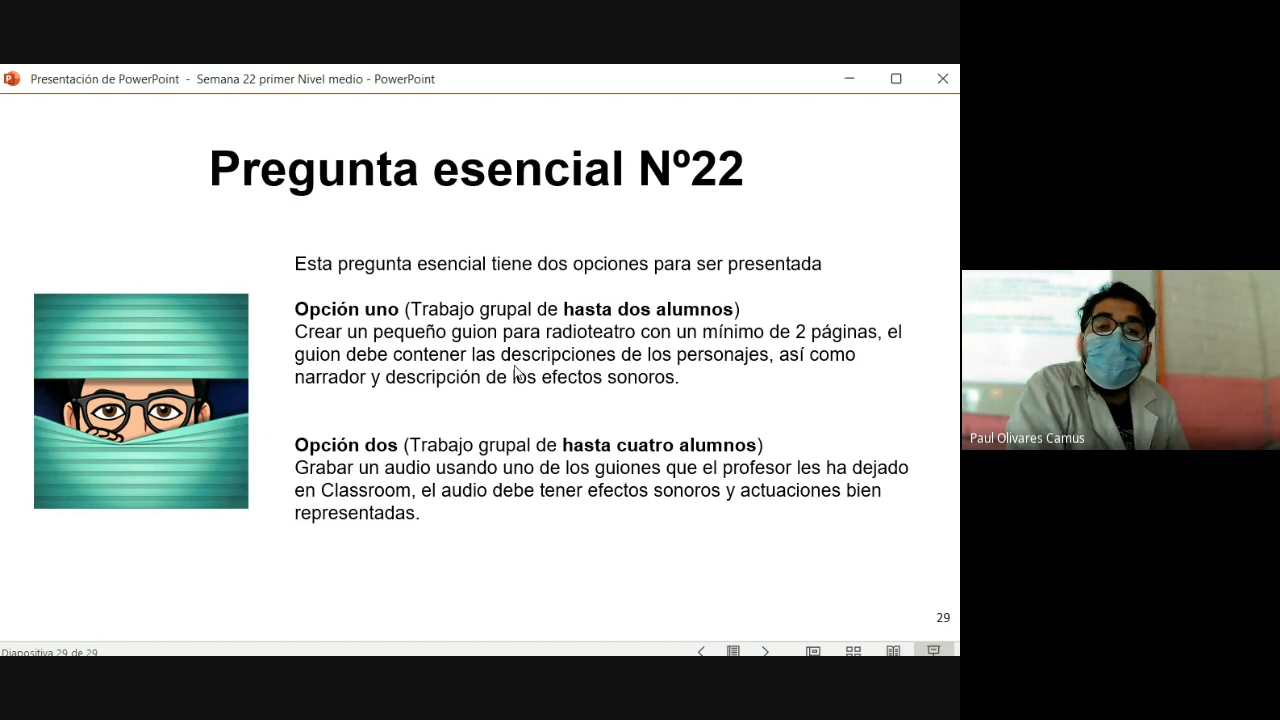 Presentación de PowerPoint - Semana 22 primer Nivel medio - PowerPoint
Pregunta esencial Nº22
Esta pregunta esencial tiene dos opciones para ser presentada
Opción uno (Trabajo grupal de hasta dos alumnos)
Crear un pequeño guion para radioteatro con un mínimo de 2 páginas, el
guion debe contener las descripciones de los personajes, así como
narrador y descripción de los efectos sonoros.
Opción dos (Trabajo grupal de hasta cuatro alumnos)
Grabar un audio usando uno de los guiones que el profesor les ha dejado
en Classroom, el audio debe tener efectos sonoros y actuaciones bien
representadas.
29
Diapositiva 29 de 29
Paul Olivares Camus